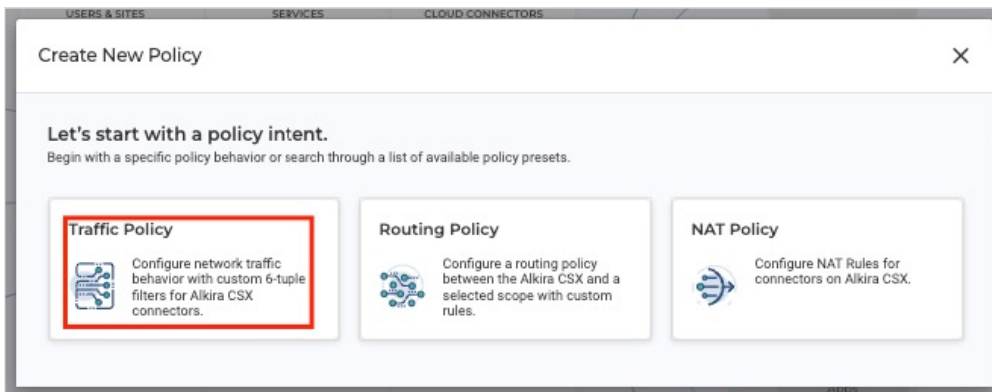 USERS & SITES SERVICES CLOUD CONNECTORS
Create New Policy
Let's start with a policy intent.
Begin with a specific policy behavior or search through a list of available policy presets.
Traffic Policy
Configure network traffic
behavior with custom 6-tuple
filters for Alkira CSX
connectors.
Routing Policy
Configure a routing policy
between the Alkira CSX and a
selected scope with custom
rules.
NAT Policy
Configure NAT Rules for
connectors on Alkira CSX.
APPS